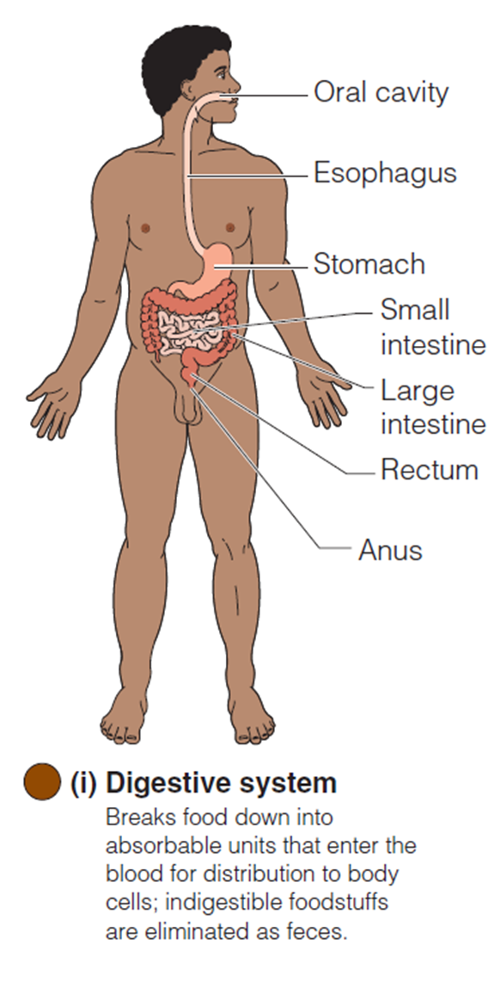 Oral cavity
Esophagus
Stomach
Small
intestine
Large
intestine
Rectum
Anus
(i) Digestive system
Breaks food down into
absorbable units that enter the
blood for distribution to body
cells; indigestible foodstuffs
are eliminated as feces.